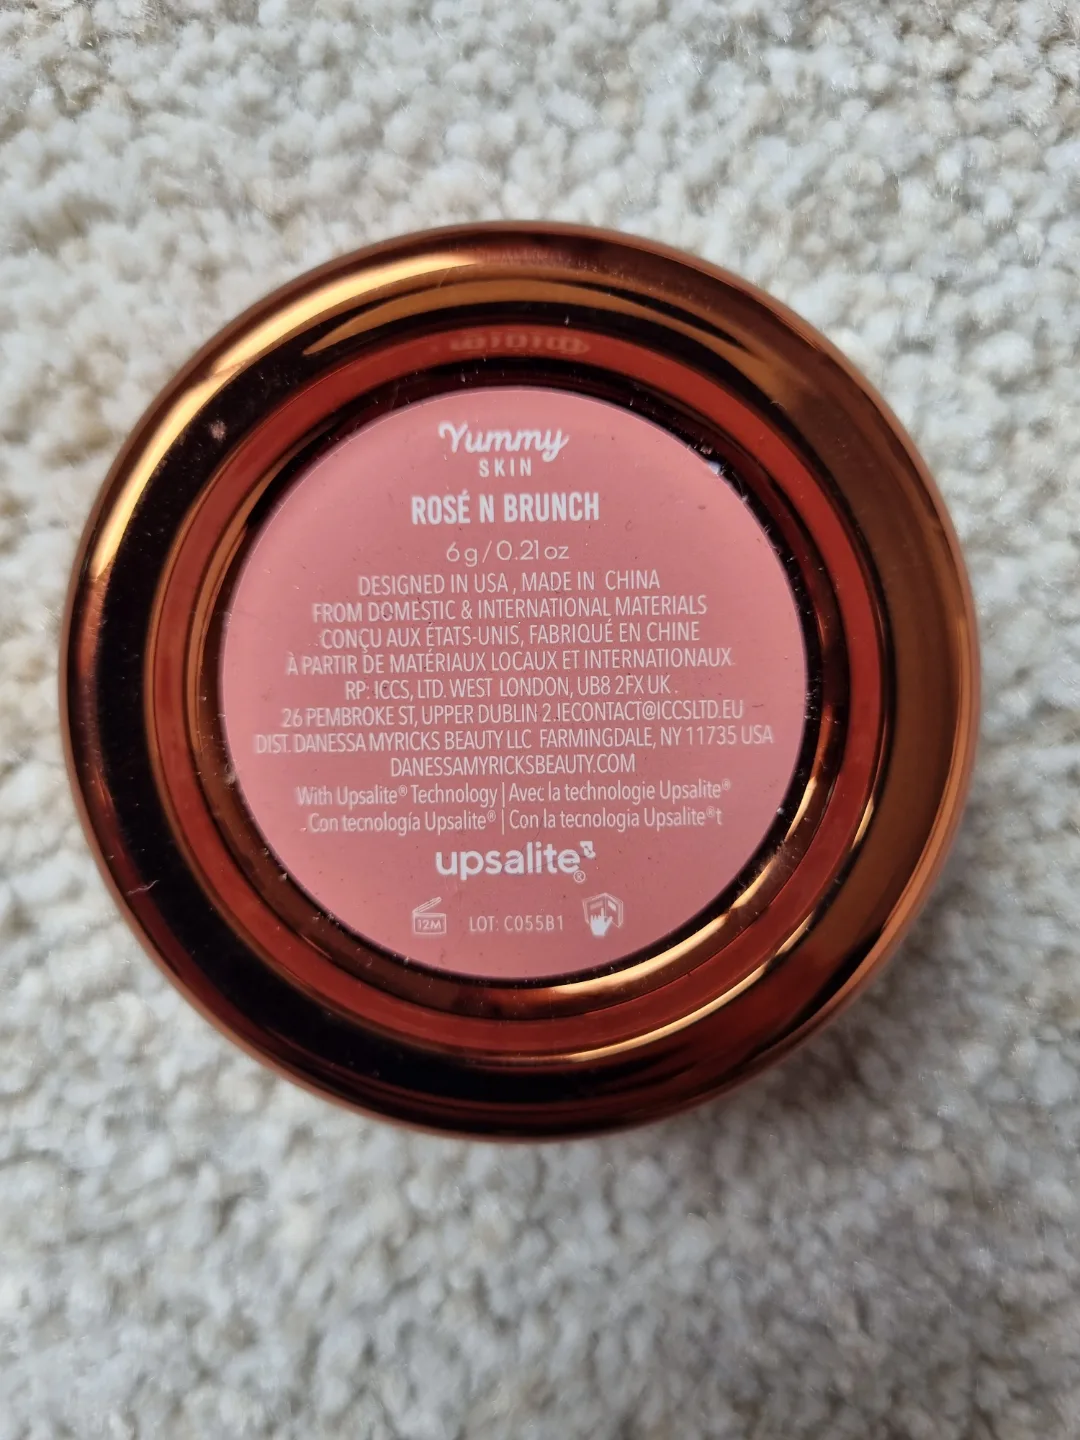 Yummy
SKIN
ROSÉ N BRUNCH
6g/0.21oz
DESIGNED IN USA, MADE IN CHINA
FROM DOMESTIC & INTERNATIONAL MATERIALS
CONÇU AUX ÉTATS-UNIS, FABRIQUÉ EN CHINE
À PARTIR DE MATÉRIAUX LOCAUX ET INTERNATIONAUX
RP: ICCS, LTD. WEST LONDON, UB8 2FX UK.
26 PEMBROKE ST, UPPER DUBLIN 2.IECONTACT@ICCSLTD.EU
DIST. DANESSA MYRICKS BEAUTY LLC FARMINGDALE, NY 11735 USA
DANESSAMYRICKSBEAUTY.COM
With Upsalite® Technology | Avec la technologie Upsalite®
Con tecnología Upsalite® | Con la tecnologia Upsalite®t
upsalite®
12M LOT: C055B1